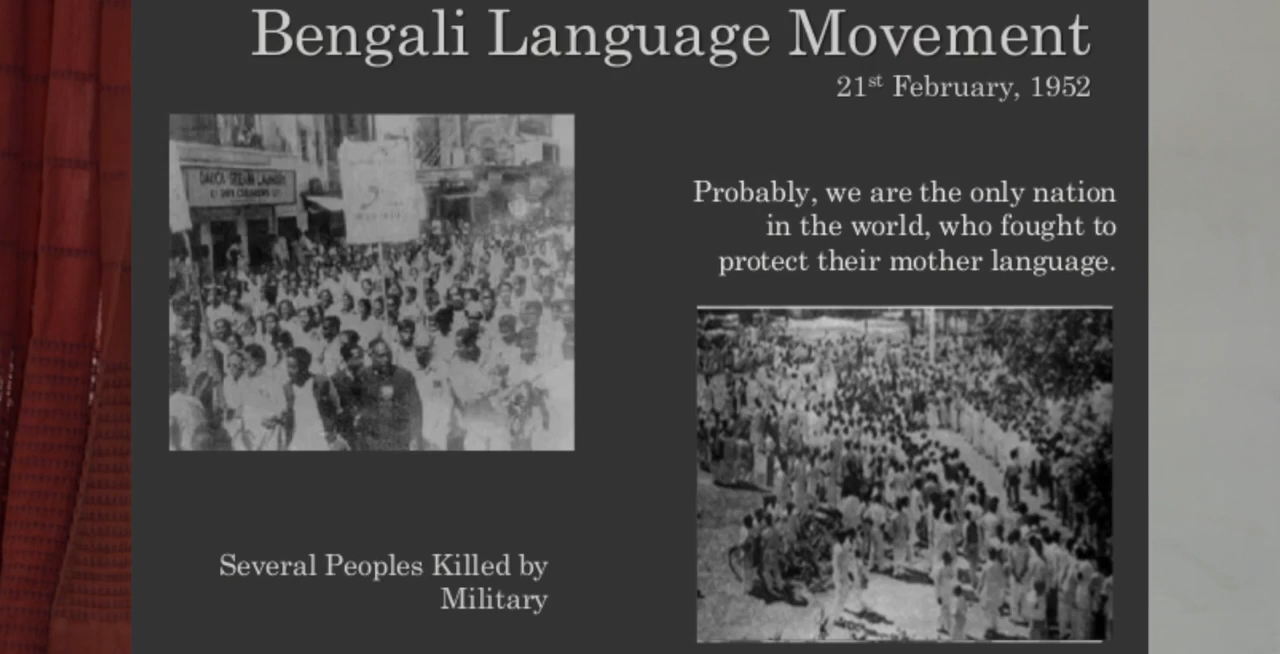 Bengali Language Movement
21st February, 1952
Probably, we are the only nation
in the world, who fought to
protect their mother language.
Several Peoples Killed by
Military